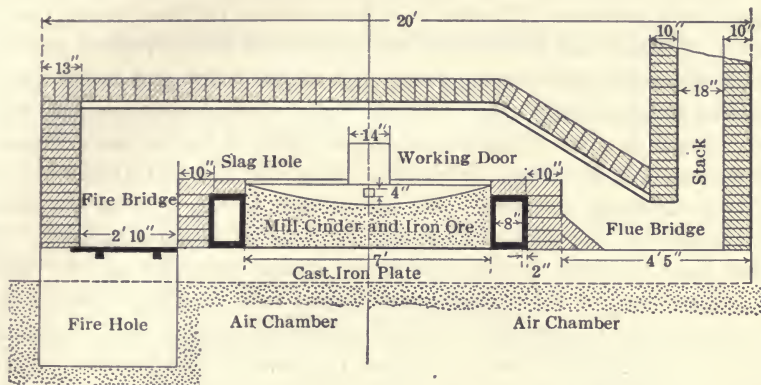 20'
10" 10"
13"
18"
14"
Stack
Slag Hole Working Door
10" 10"
4"
Fire Bridge
Mill Cinder and Iron Ore
8"
Flue Bridge
2' 10"
7'
2" 4' 5"
Cast Iron Plate
Fire Hole Air Chamber Air Chamber